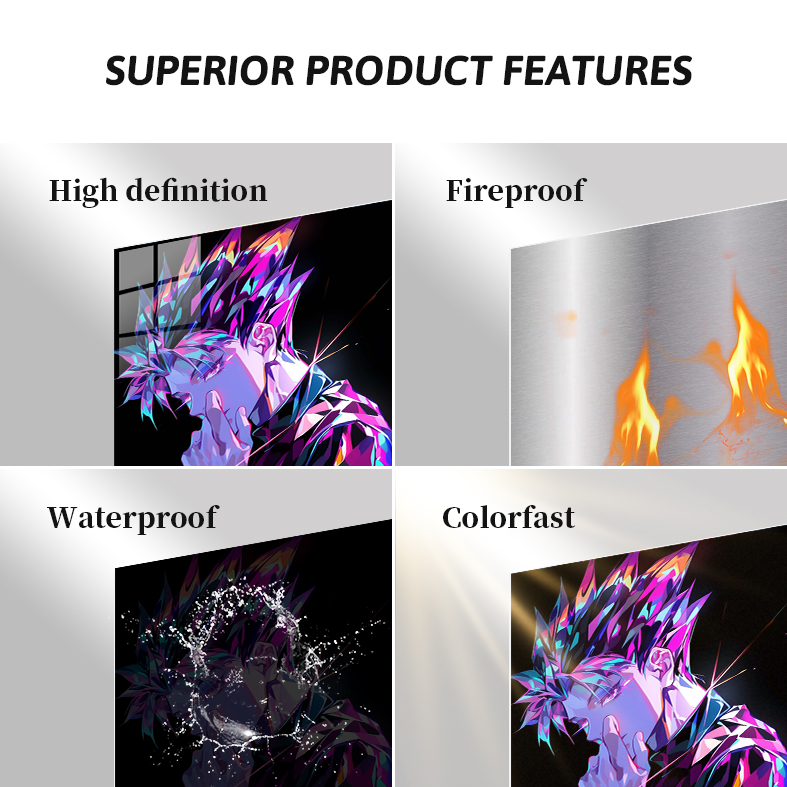 SUPERIOR PRODUCT FEATURES
High definition
Fireproof
Waterproof
Colorfast